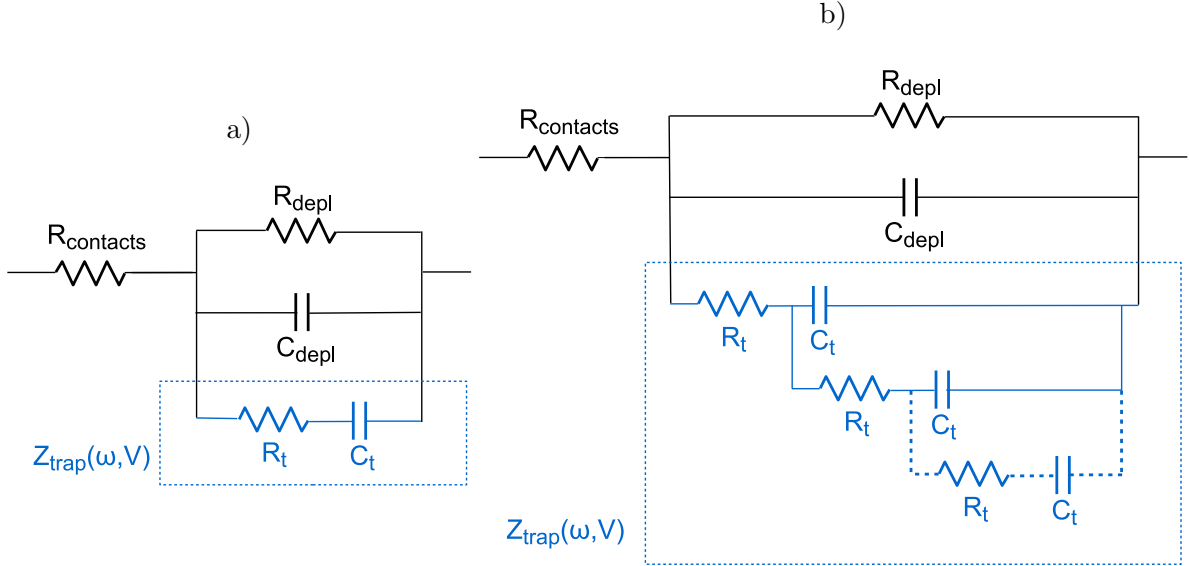 a)
R_contacts
R_depl
C_depl
R_t
C_t
Z_trap(ω,V)
b)
R_contacts
R_depl
C_depl
R_t
C_t
R_t
C_t
R_t
C_t
Z_trap(ω,V)